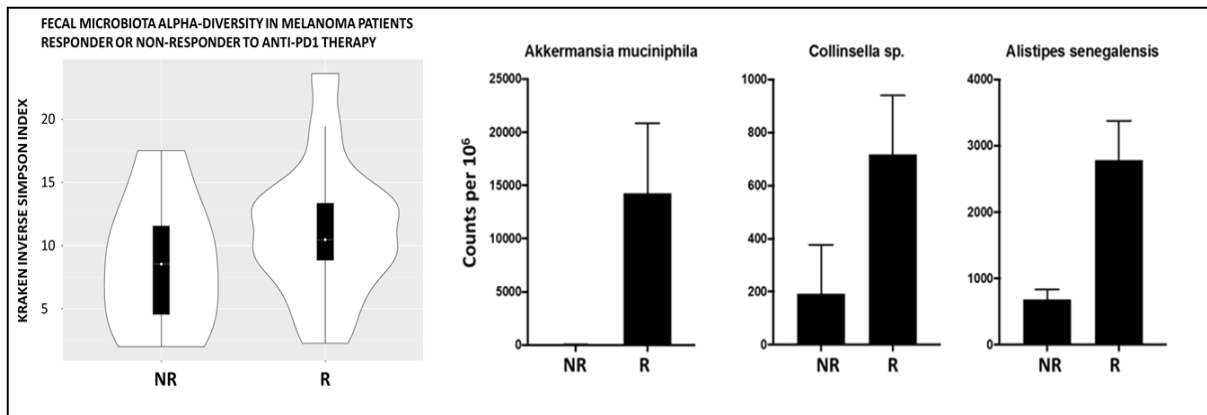 FECAL MICROBIOTA ALPHA-DIVERSITY IN MELANOMA PATIENTS
RESPONDER OR NON-RESPONDER TO ANTI-PD1 THERAPY
KRAKEN INVERSE SIMPSON INDEX
20
15
10
5
NR
R
Akkermansia muciniphila
Counts per 10⁶
25000
20000
15000
10000
5000
0
NR
R
Collinsella sp.
1000
800
600
400
200
0
NR
R
Alistipes senegalensis
4000
3000
2000
1000
0
NR
R